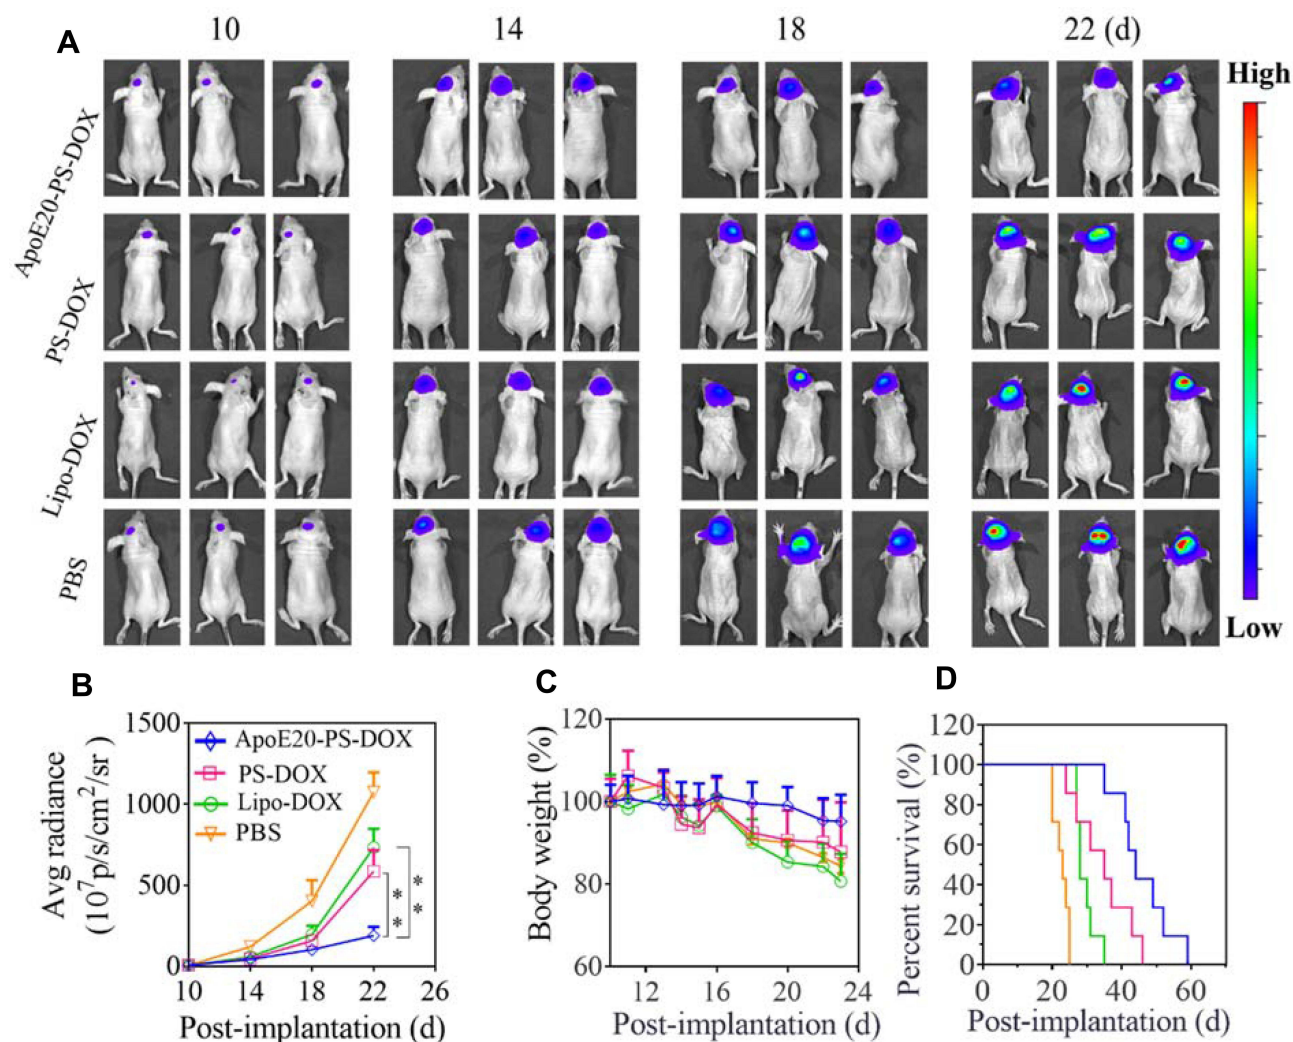 A
10 14 18 22 (d)
High
Low
ApoE20-PS-DOX
PS-DOX
Lipo-DOX
PBS
B
Avg radiance
(10⁷p/s/cm²/sr)
1500
1000
500
0
ApoE20-PS-DOX
PS-DOX
Lipo-DOX
PBS
* *
* *
10 14 18 22 26
Post-implantation (d)
C
Body weight (%)
120
100
80
60
12 16 20 24
Post-implantation (d)
D
Percent survival (%)
120
100
80
60
40
20
0
0 20 40 60
Post-implantation (d)